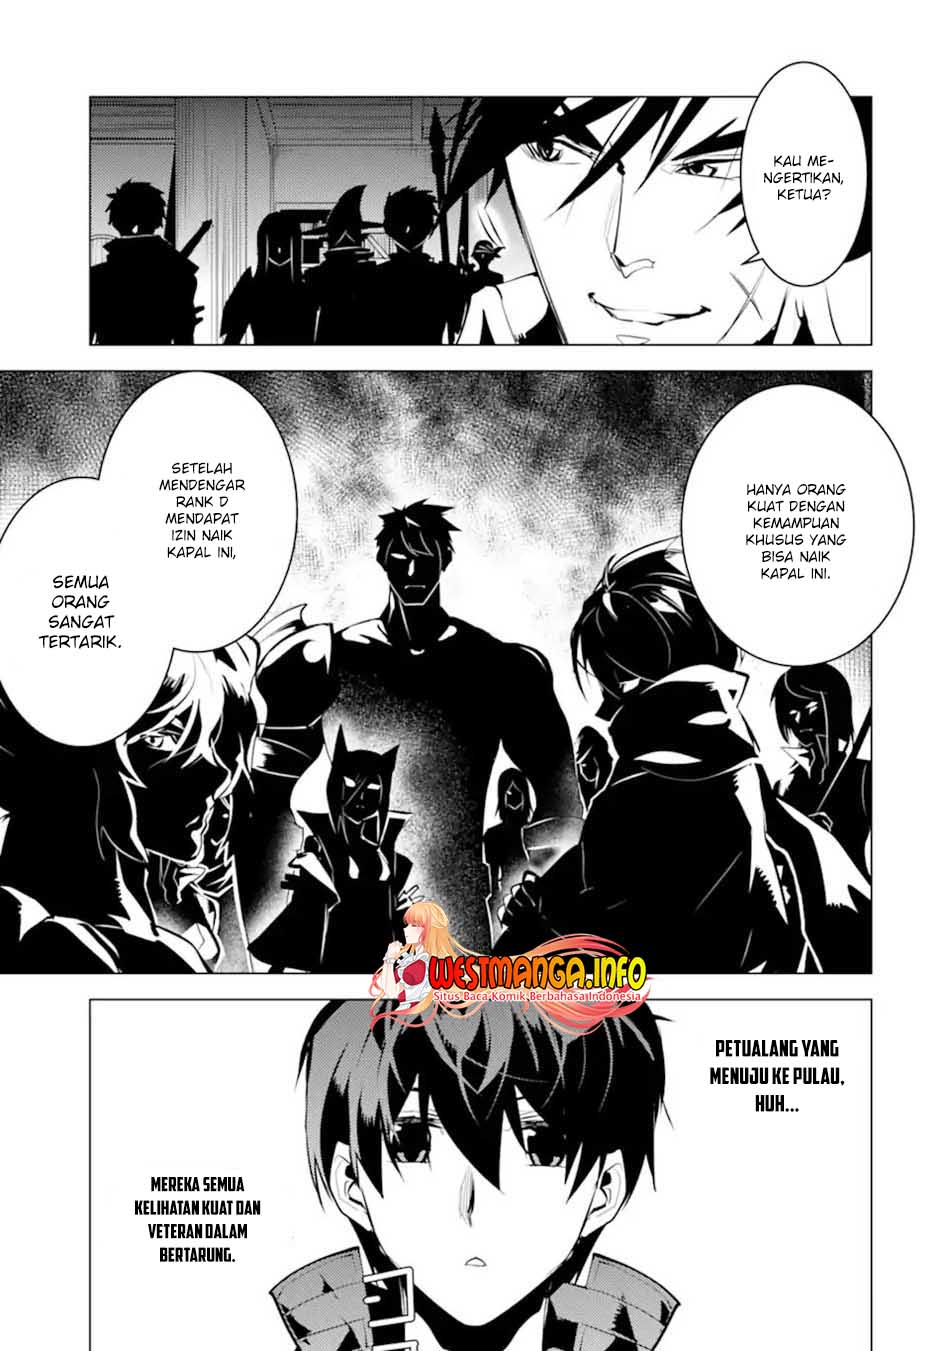 KAU ME-
NGERTIKAN,
KETUA?
HANYA ORANG
KUAT DENGAN
KEMAMPUAN
KHUSUS YANG
BISA NAIK
KAPAL INI.
SETELAH
MENDENGAR
RANK D
MENDAPAT
IZIN NAIK
KAPAL INI,
SEMUA
ORANG
SANGAT
TERTARIK.
WESTMANGA.INFO
Situs Baca Komik Berbahasa Indonesia
PETUALANG YANG
MENUJU KE PULAU,
HUH...
MEREKA SEMUA
KELIHATAN KUAT DAN
VETERAN DALAM
BERTARUNG.